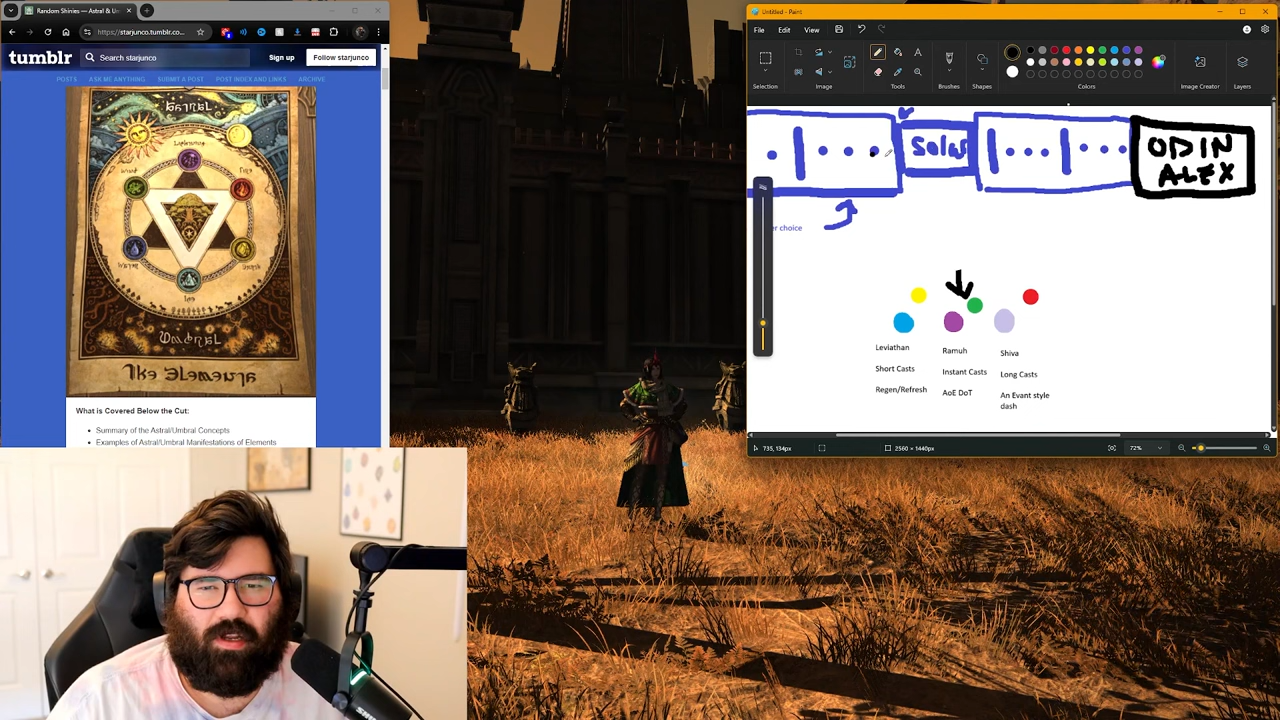 Random Shinies — Astral & U
https://starjunco.tumblr.co...
tumblr
Search starjunco
Sign up
Follow starjunco
POSTS
ASK ME ANYTHING
SUBMIT A POST
POST INDEX AND LINKS
ARCHIVE
What is Covered Below the Cut:
Summary of the Astral/Umbral Concepts
Examples of Astral/Umbral Manifestations of Elements
Untitled - Paint
File
Edit
View
Selection
Image
Tools
Brushes
Shapes
Colors
Image Creator
Layers
ODIN
ALEX
er choice
Leviathan
Short Casts
Regen/Refresh
Ramuh
Instant Casts
AoE DoT
Shiva
Long Casts
An Evant style
dash
735, 134px
2560 × 1440px
72%